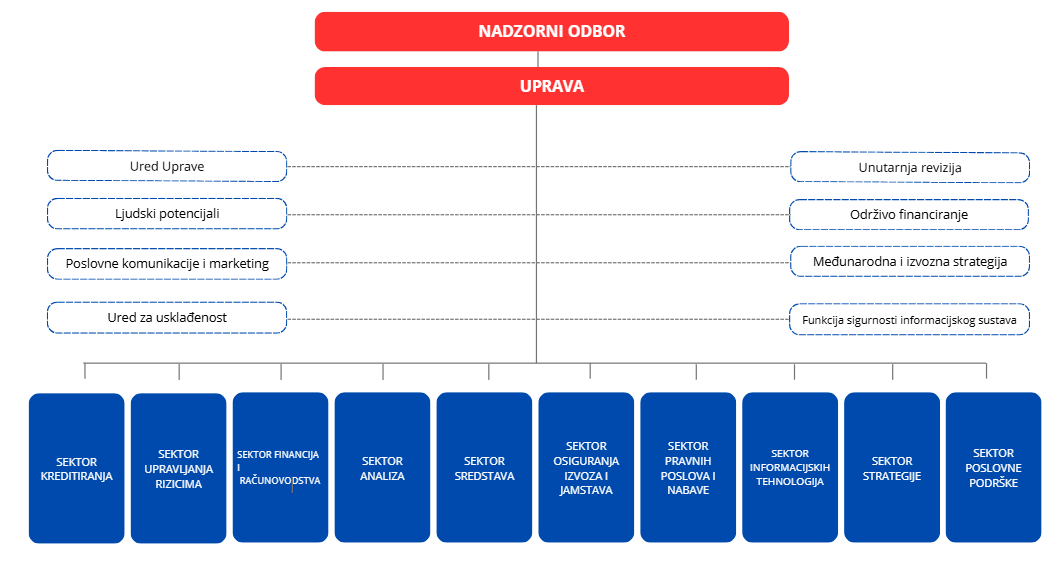 NADZORNI ODBOR
UPRAVA
Ured Uprave
Unutarnja revizija
Ljudski potencijali
Održivo financiranje
Poslovne komunikacije i marketing
Međunarodna i izvozna strategija
Ured za usklađenost
Funkcija sigurnosti informacijskog sustava
SEKTOR
KREDITIRANJA
SEKTOR
UPRAVLJANJA
RIZICIMA
SEKTOR FINANCIJA
I
RAČUNOVODSTVA
SEKTOR
ANALIZA
SEKTOR
SREDSTAVA
SEKTOR
OSIGURANJA
IZVOZA I
JAMSTAVA
SEKTOR
PRAVNIH
POSLOVA I
NABAVE
SEKTOR
INFORMACIJSKIH
TEHNOLOGIJA
SEKTOR
STRATEGIJE
SEKTOR
POSLOVNE
PODRŠKE